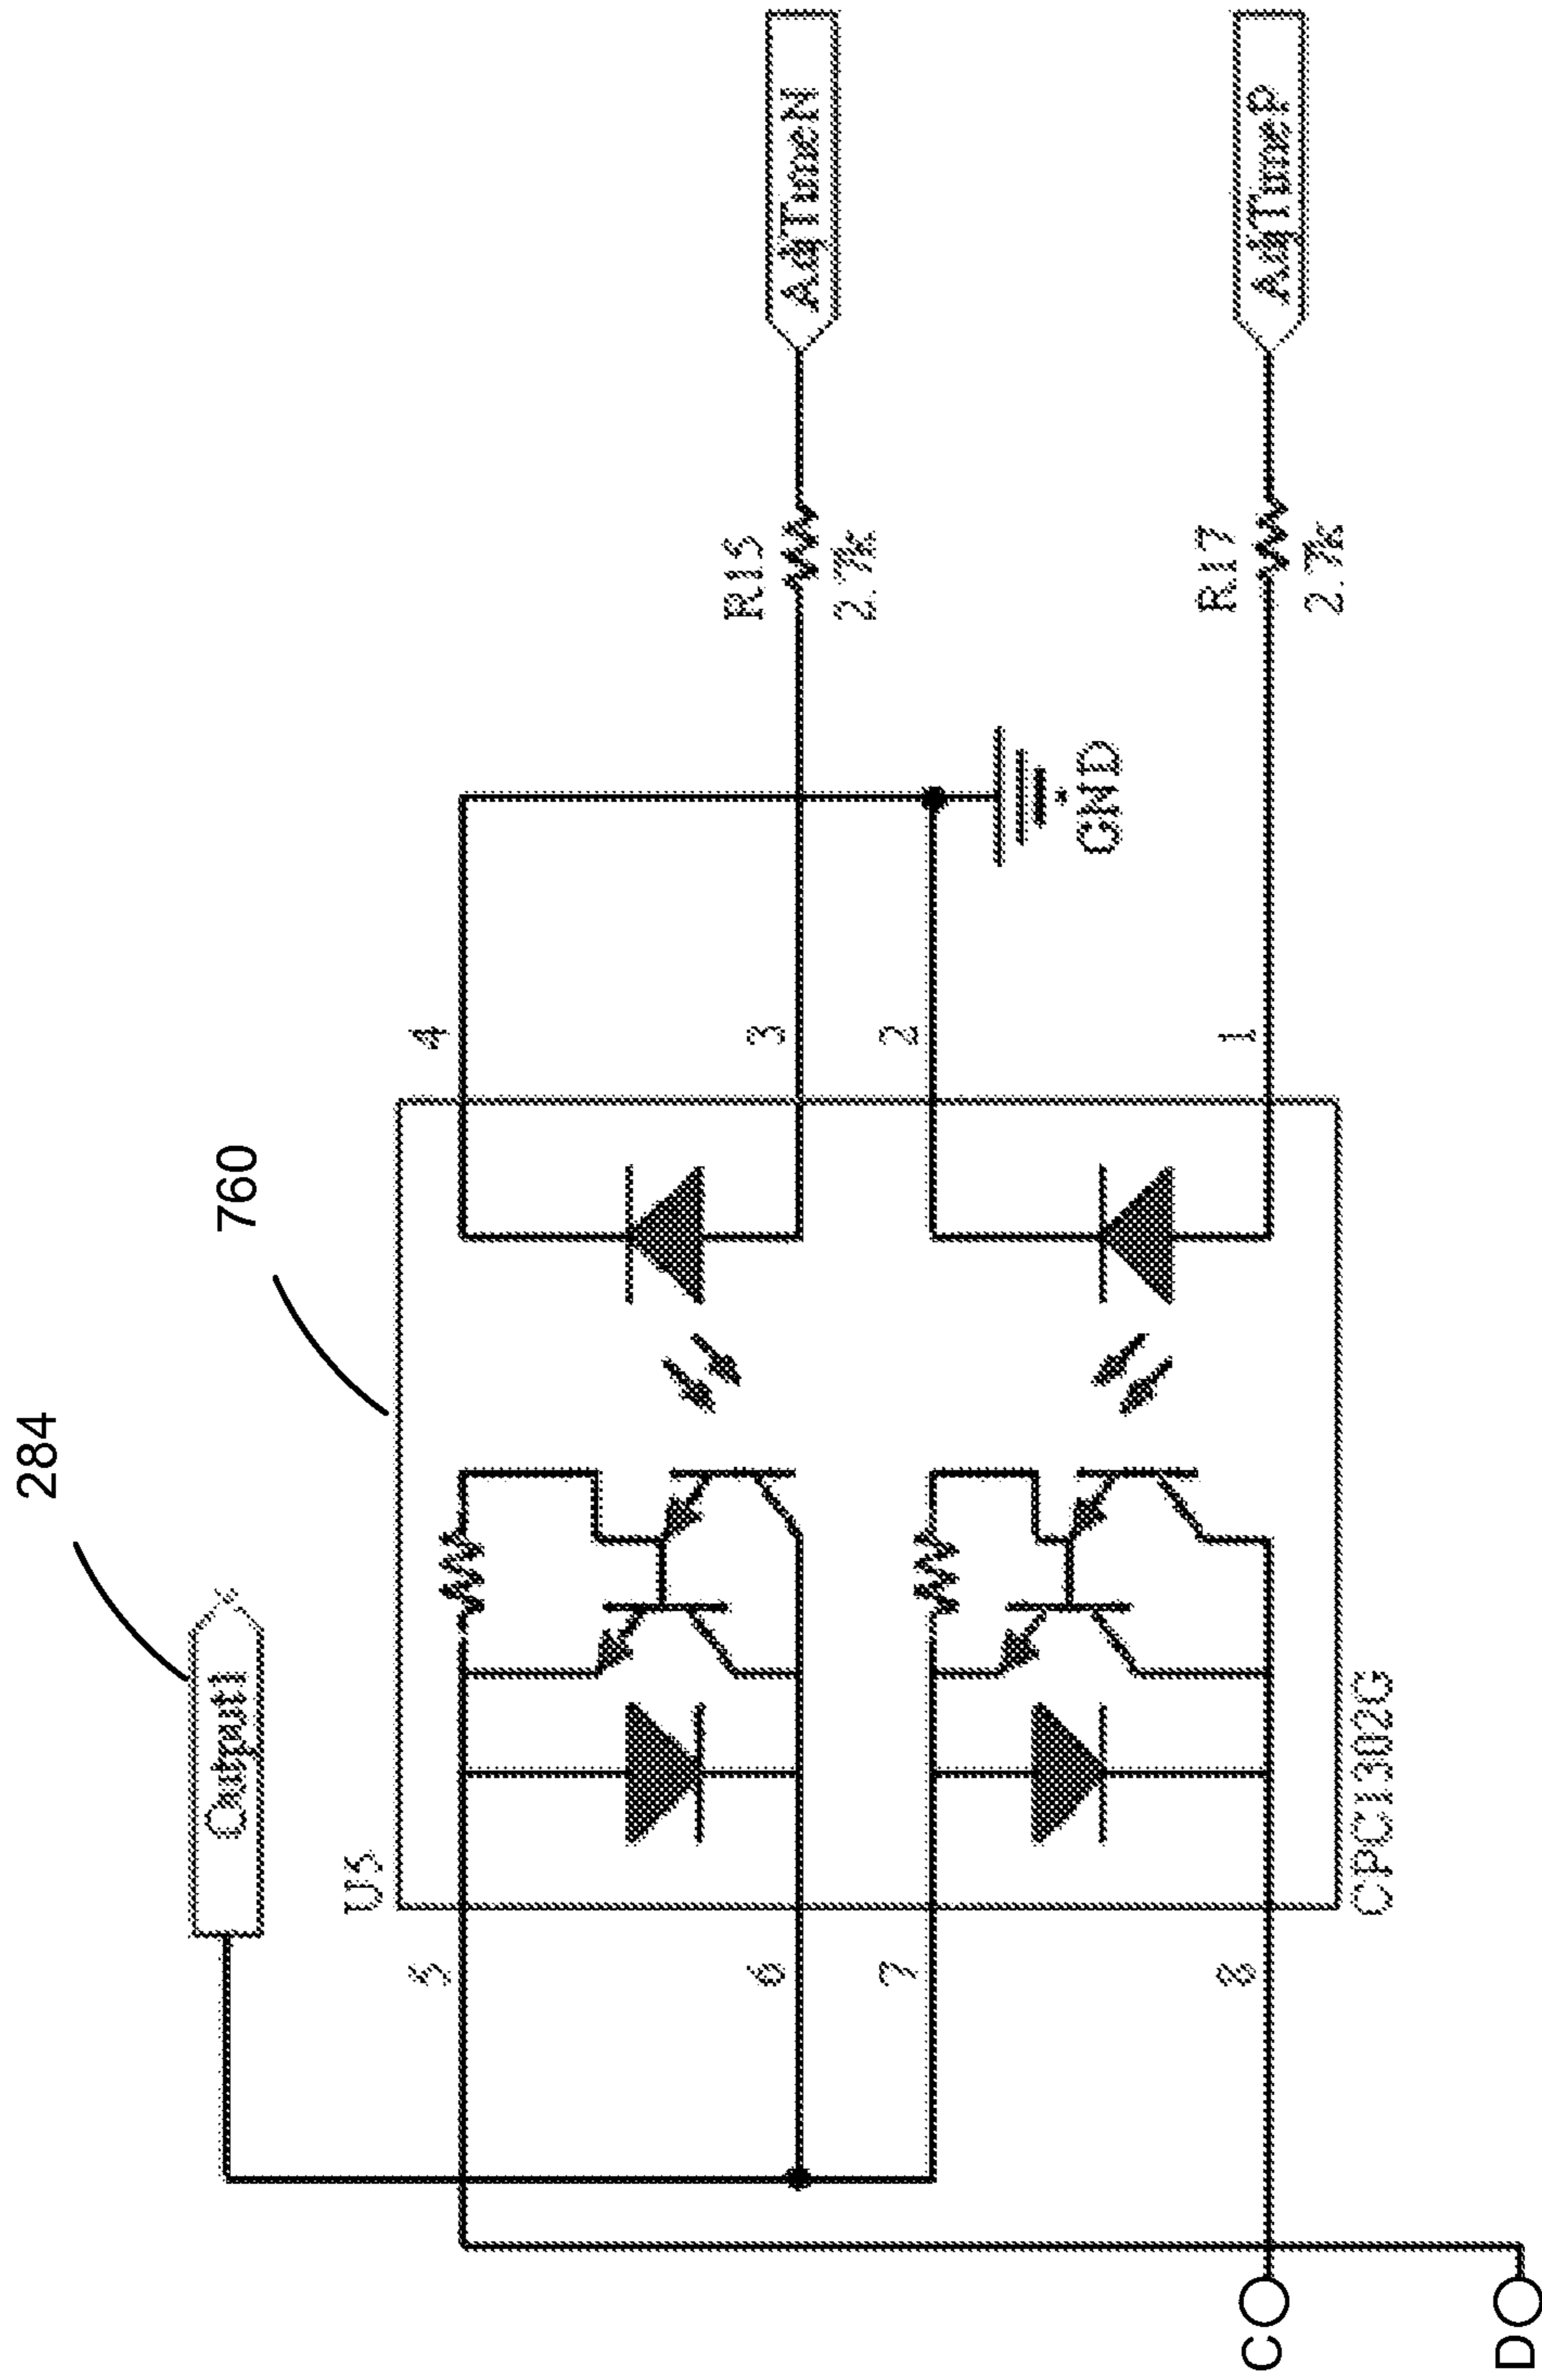 284
760
Output1
U5
5
6
7
8
CPC1302G
4
3
2
1
GND
R15
2.7k
R17
2.7k
AdjTuneN
AdjTuneP
C
D